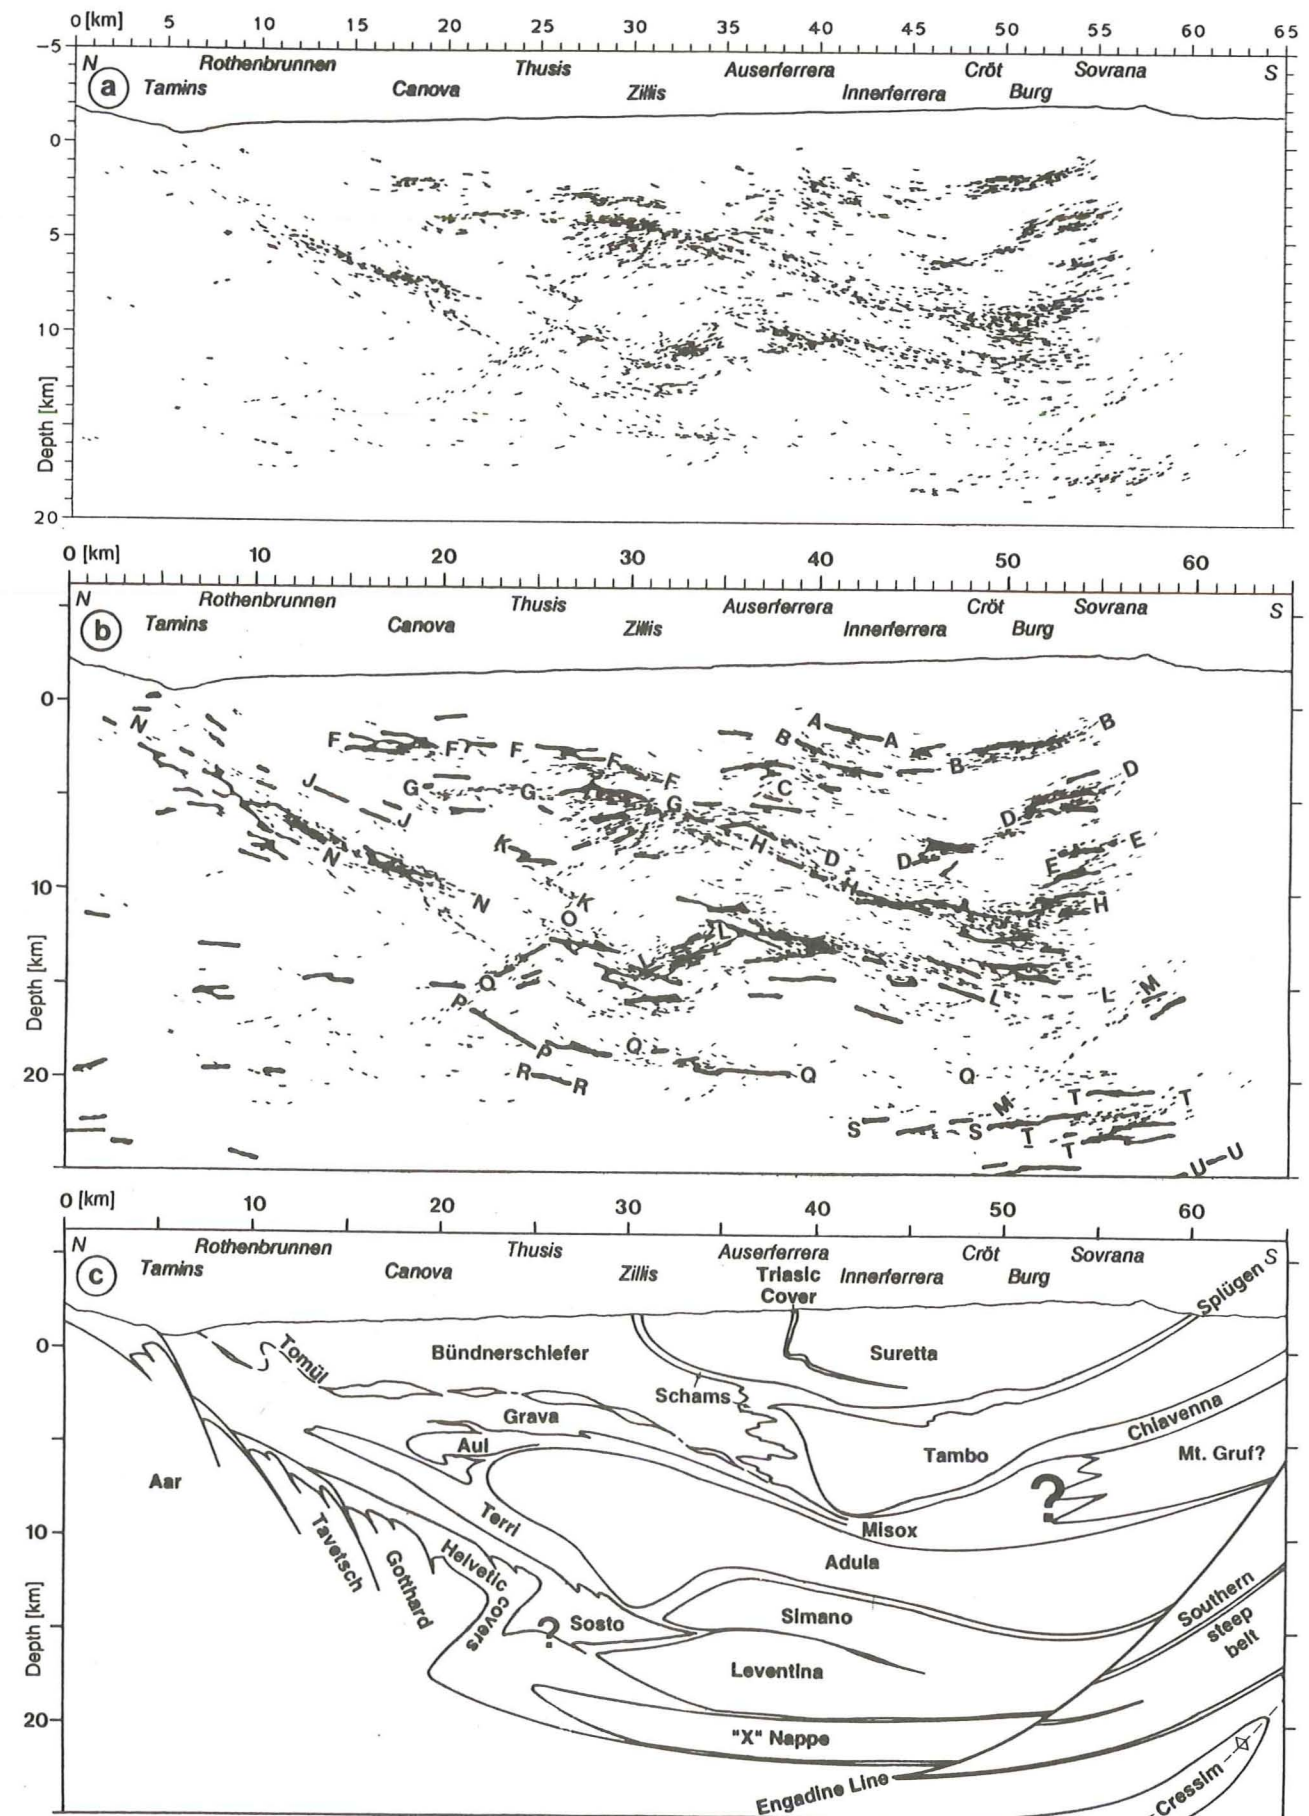 0 [km] 5 10 15 20 25 30 35 40 45 50 55 60 65
-5
N Rothenbrunnen Thusis Auserferrera Cröt Sovrana S
a Tamins Canova Zillis Innerferrera Burg
0
5
10
Depth [km]
20
0 [km] 10 20 30 40 50 60
N Rothenbrunnen Thusis Auserferrera Cröt Sovrana S
b Tamins Canova Zillis Innerferrera Burg
0
N F F F F F A A B B B
J J G G G C D D D D
N K K H H H E E
N O O L L L L M
P P Q Q Q
R R S S M T T T T
U U
10
Depth [km]
20
0 [km] 10 20 30 40 50 60
N Rothenbrunnen Thusis Auserferrera Cröt Sovrana S
c Tamins Canova Zillis Triasic Innerferrera Burg
Cover
Splügen
0
Tomül
Bündnerschiefer
Suretta
Schams
Grava
Chiavenna
Aul
Tambo
Mt. Gruf?
Aar
?
Terri
10
Misox
Tavetsch
Gotthard
Helvetic
covers
Adula
Simano
Sosto
?
Southern
steep
belt
Depth [km]
Leventina
20
"X" Nappe
Engadine Line
Cressim